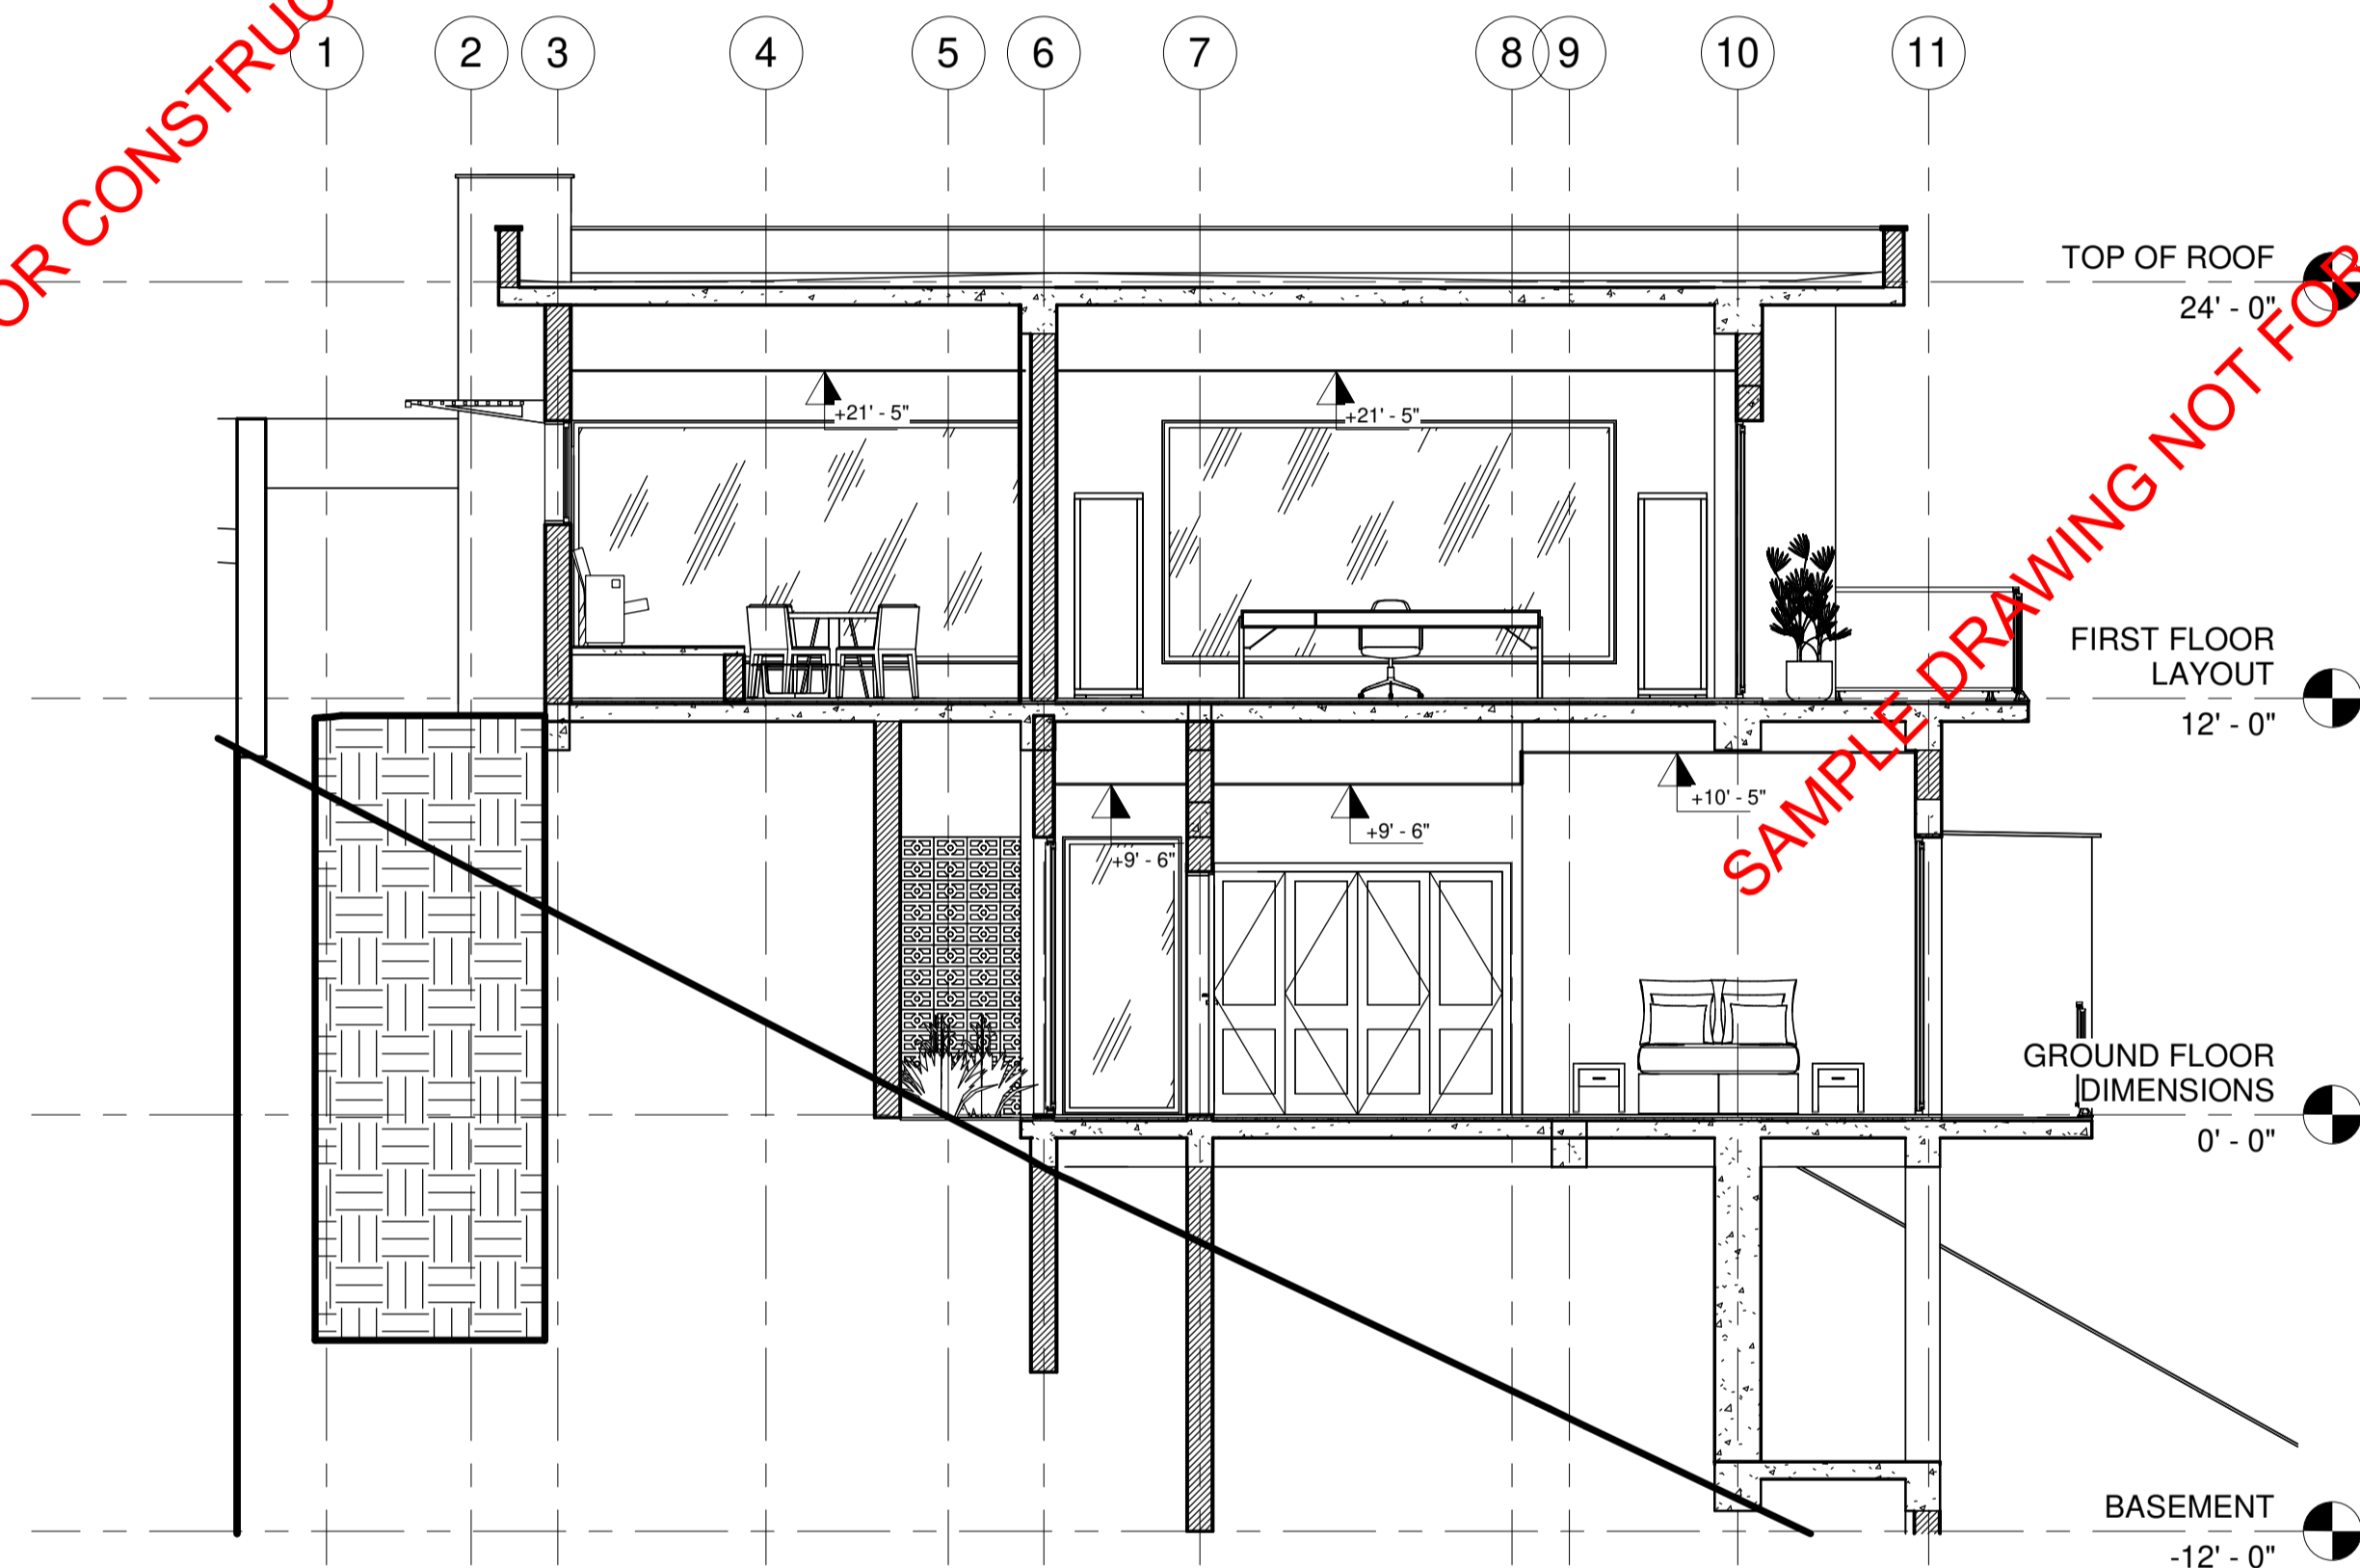 1 2 3 4 5 6 7 8 9 10 11
OR CONSTRUC
TOP OF ROOF
24' - 0"
+21' - 5"
+21' - 5"
SAMPLE DRAWING NOT FOR
FIRST FLOOR
LAYOUT
12' - 0"
+10' - 5"
+9' - 6"
+9' - 6"
GROUND FLOOR
DIMENSIONS
0' - 0"
BASEMENT
-12' - 0"